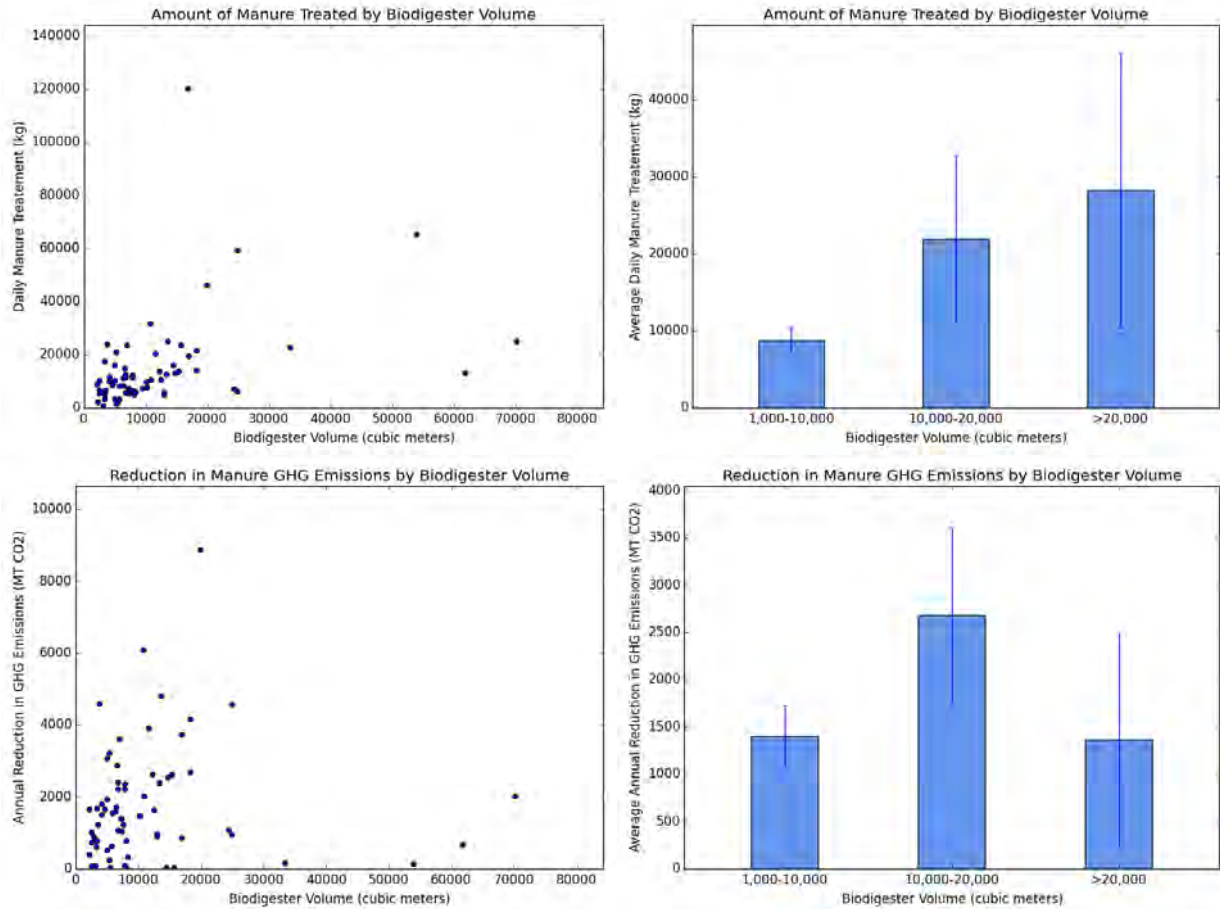 Amount of Manure Treated by Biodigester Volume
140000
120000
100000
80000
60000
40000
20000
0
Daily Manure Treatement (kg)
0 10000 20000 30000 40000 50000 60000 70000 80000
Biodigester Volume (cubic meters)
Amount of Manure Treated by Biodigester Volume
40000
30000
20000
10000
0
Average Daily Manure Treatement (kg)
1,000-10,000 10,000-20,000 >20,000
Biodigester Volume (cubic meters)
Reduction in Manure GHG Emissions by Biodigester Volume
10000
8000
6000
4000
2000
0
Annual Reduction in GHG Emissions (MT CO2)
0 10000 20000 30000 40000 50000 60000 70000 80000
Biodigester Volume (cubic meters)
Reduction in Manure GHG Emissions by Biodigester Volume
4000
3500
3000
2500
2000
1500
1000
500
0
Average Annual Reduction in GHG Emissions (MT CO2)
1,000-10,000 10,000-20,000 >20,000
Biodigester Volume (cubic meters)